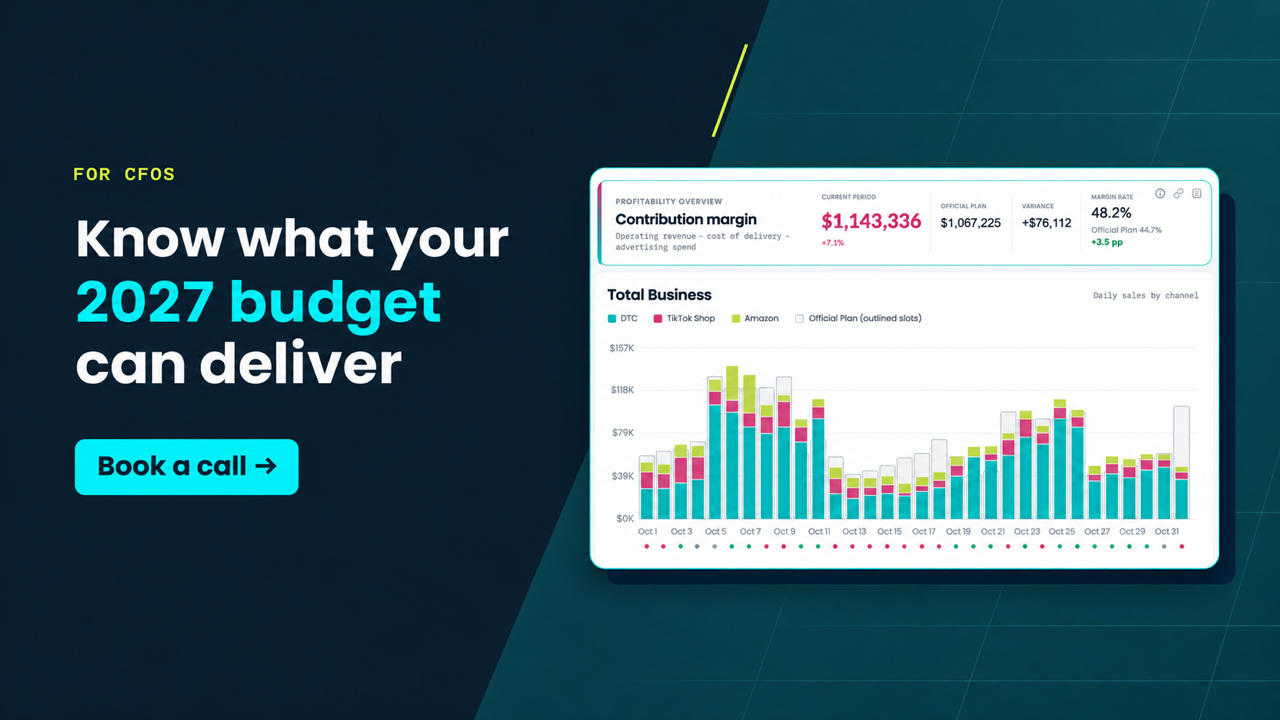 FOR CFOS
Know what your
2027 budget
can deliver
Book a call →
PROFITABILITY OVERVIEW
Contribution margin
Operating revenue – cost of delivery –
advertising spend
CURRENT PERIOD
$1,143,336
+7.1%
OFFICIAL PLAN
$1,067,225
VARIANCE
+$76,112
MARGIN RATE
48.2%
Official Plan 44.7%
+3.5 pp
Total Business
Daily sales by channel
DTC TikTok Shop Amazon Official Plan (outlined slots)
$157K
$118K
$79K
$39K
$0K
Oct 1 Oct 3 Oct 5 Oct 7 Oct 9 Oct 11 Oct 13 Oct 15 Oct 17 Oct 19 Oct 21 Oct 23 Oct 25 Oct 27 Oct 29 Oct 31